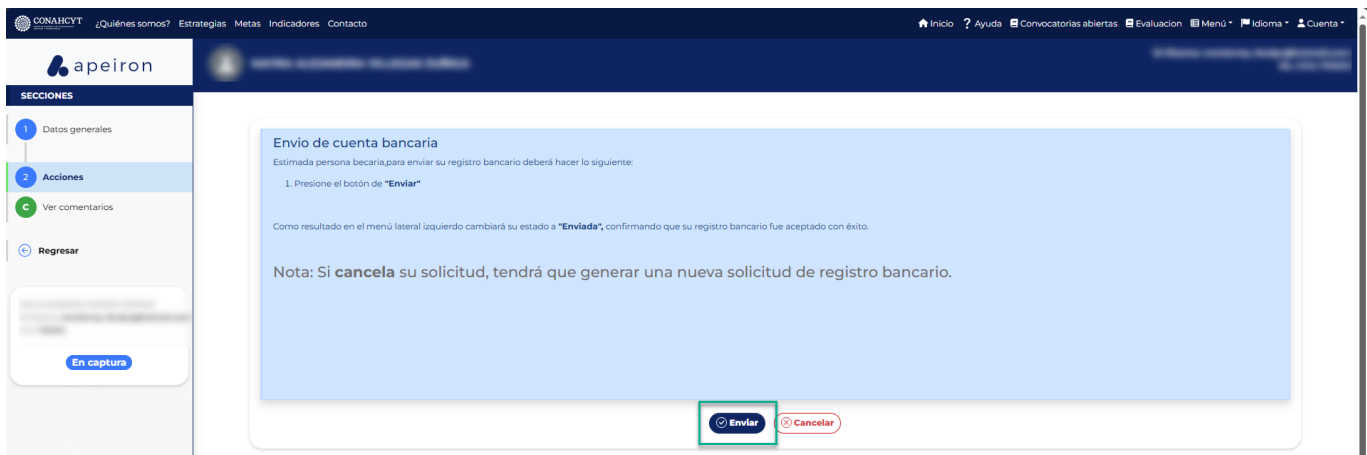 CONAHCYT ¿Quiénes somos? Estrategias Metas Indicadores Contacto
Inicio ? Ayuda Convocatorias abiertas Evaluacion Menú Idioma Cuenta
apeiron
SECCIONES
1 Datos generales
2 Acciones
C Ver comentarios
Regresar
En captura
Envio de cuenta bancaria
Estimada persona becaria,para enviar su registro bancario deberá hacer lo siguiente:
1. Presione el botón de "Enviar"
Como resultado en el menú lateral izquierdo cambiará su estado a "Enviada", confirmando que su registro bancario fue aceptado con éxito.
Nota: Si cancela su solicitud, tendrá que generar una nueva solicitud de registro bancario.
Enviar Cancelar